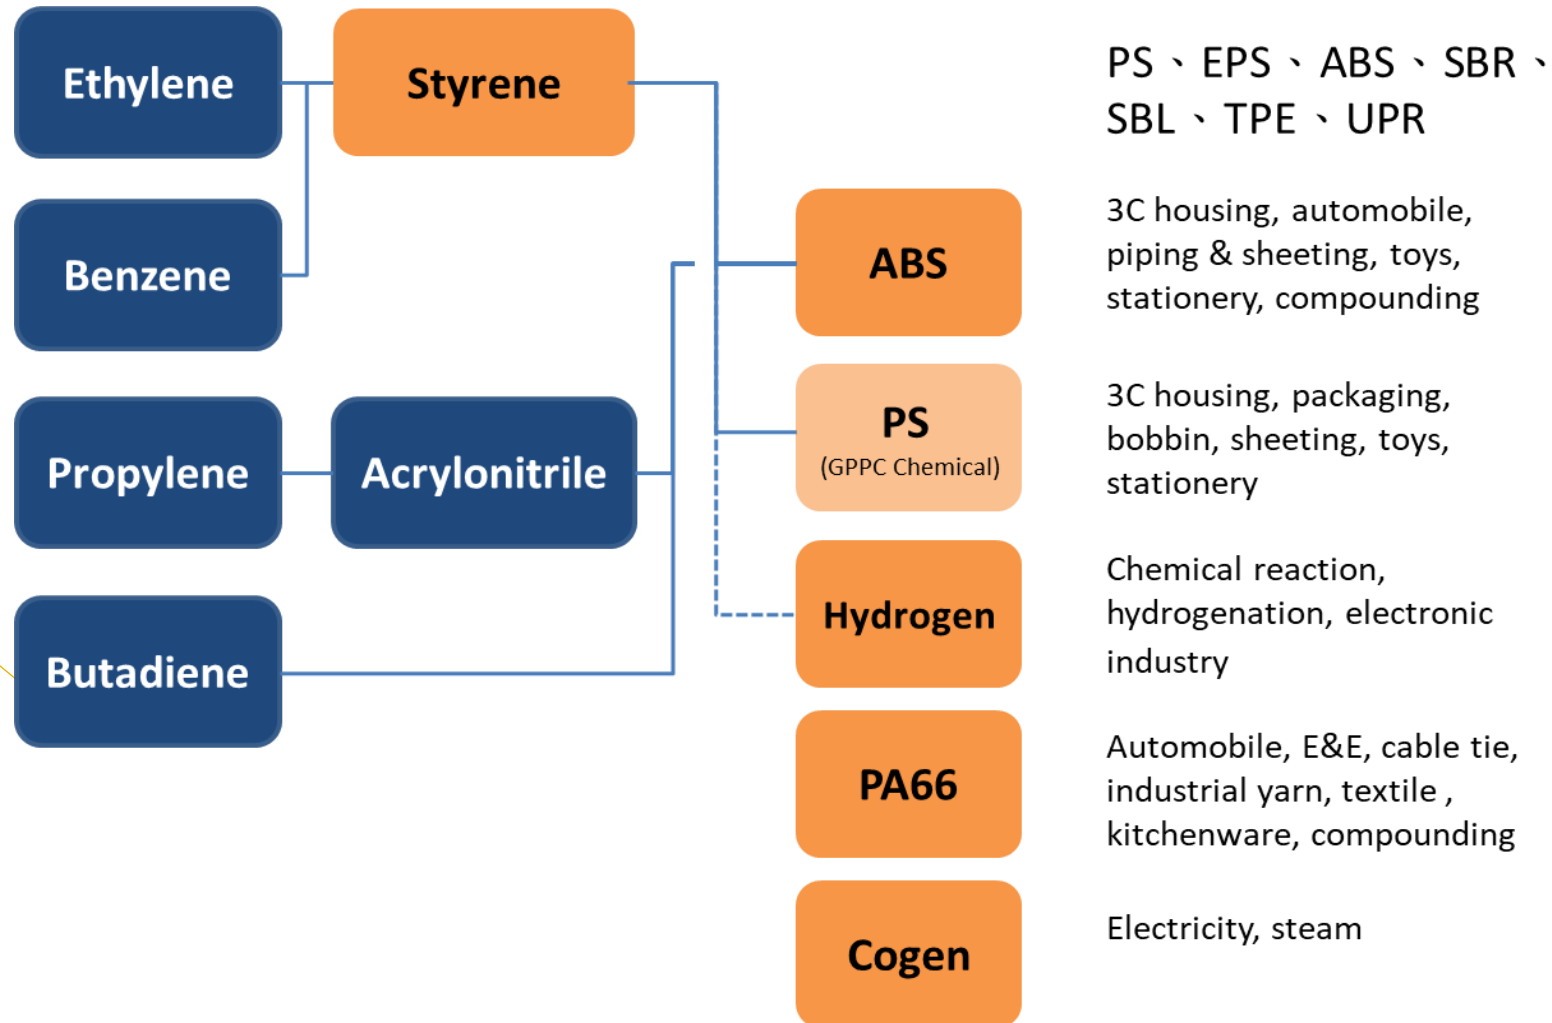 Ethylene
Styrene
PS、EPS、ABS、SBR、
SBL、TPE、UPR
Benzene
ABS
3C housing, automobile,
piping & sheeting, toys,
stationery, compounding
Propylene
Acrylonitrile
PS
(GPPC Chemical)
3C housing, packaging,
bobbin, sheeting, toys,
stationery
Butadiene
Hydrogen
Chemical reaction,
hydrogenation, electronic
industry
PA66
Automobile, E&E, cable tie,
industrial yarn, textile ,
kitchenware, compounding
Cogen
Electricity, steam